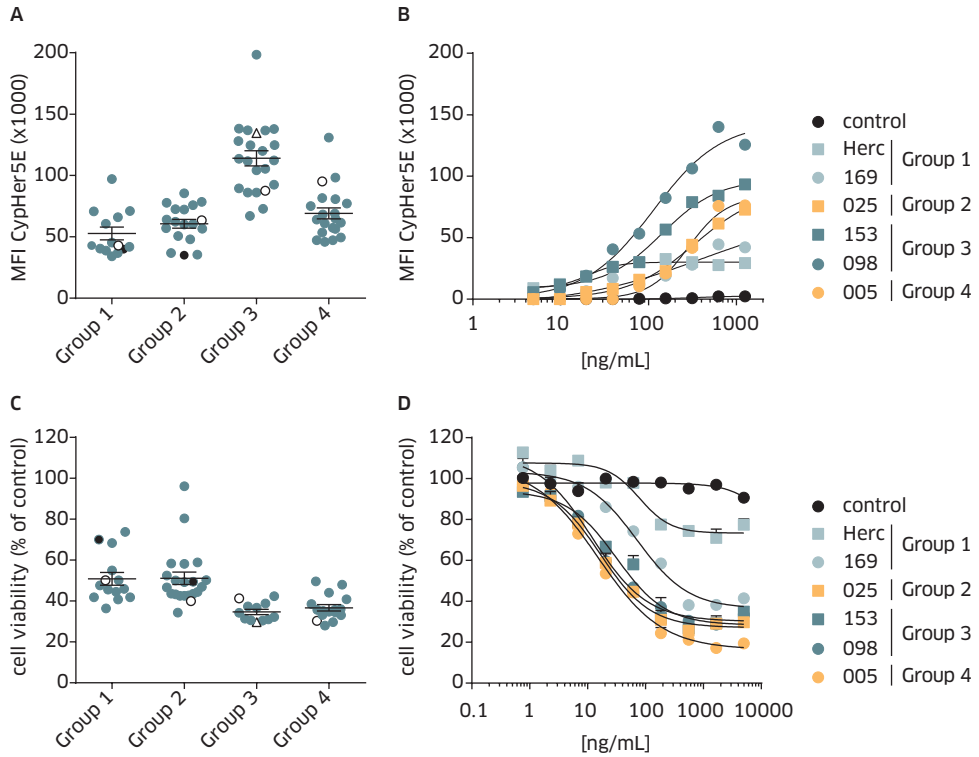 A
MFI CypHer5E (x1000)
200
150
100
50
0
Group 1
Group 2
Group 3
Group 4
B
MFI CypHer5E (x1000)
200
150
100
50
0
1
10
100
1000
[ng/mL]
control
Herc
169
Group 1
025
Group 2
153
098
Group 3
005
Group 4
C
cell viability (% of control)
120
100
80
60
40
20
0
Group 1
Group 2
Group 3
Group 4
D
cell viability (% of control)
120
100
80
60
40
20
0
0.1
1
10
100
1000
10000
[ng/mL]
control
Herc
169
Group 1
025
Group 2
153
098
Group 3
005
Group 4